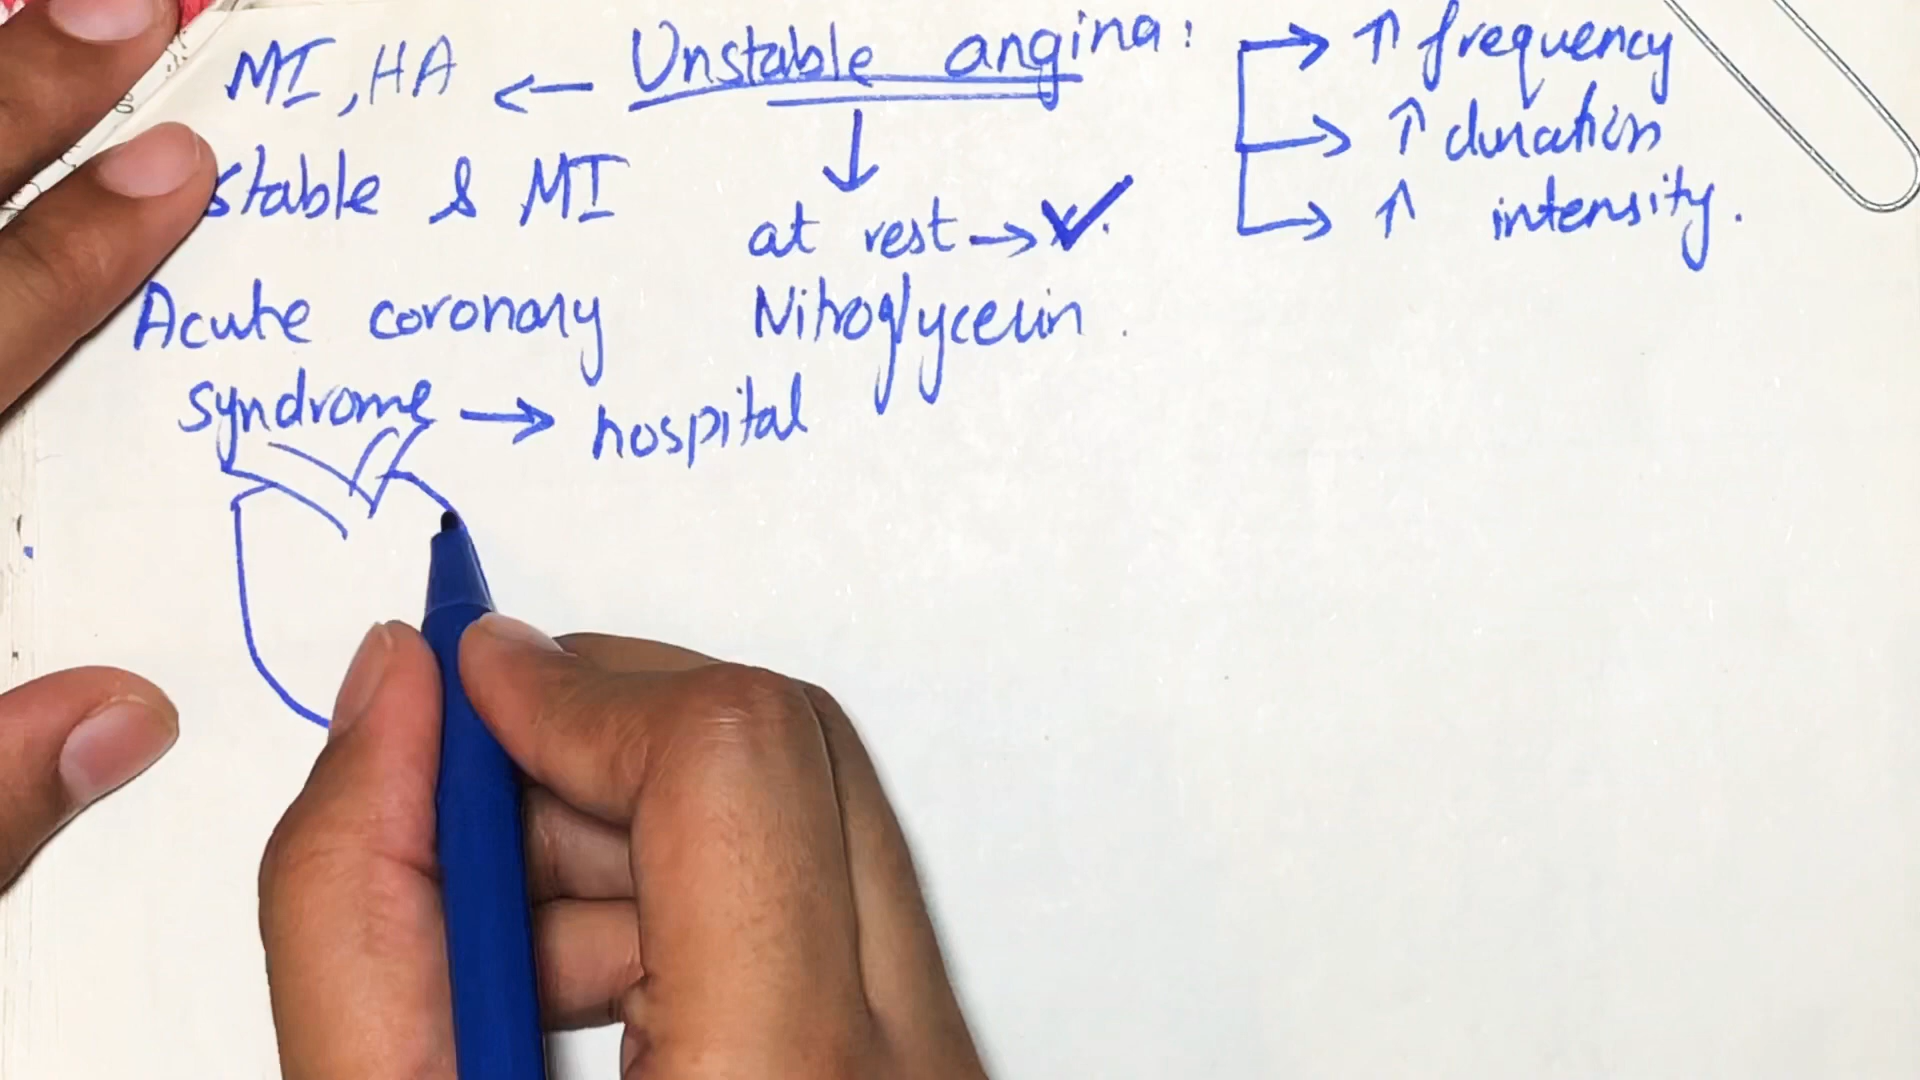 MI, HA ← Unstable angina: → ↑ frequency
→ ↑ duration
stable & MI
→ ↑ intensity.
at rest → ✓.
Acute coronary
Nitroglycerin.
syndrome → hospital